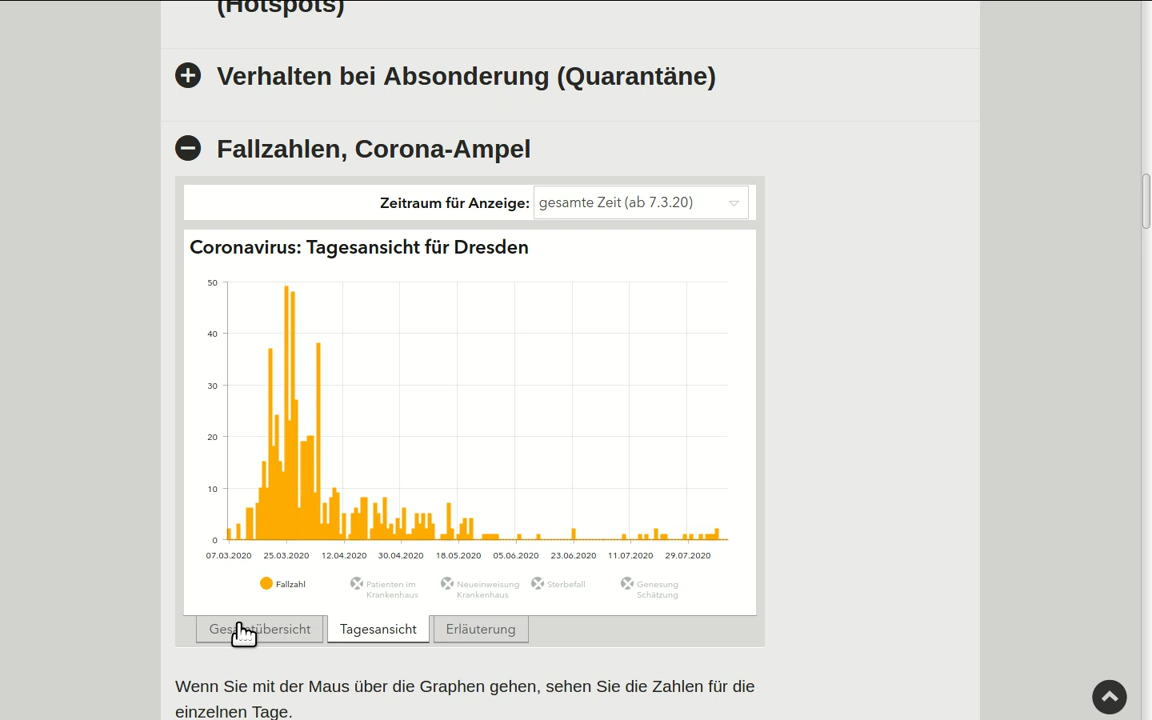 (Hotspots)
Verhalten bei Absonderung (Quarantäne)
Fallzahlen, Corona-Ampel
Zeitraum für Anzeige: gesamte Zeit (ab 7.3.20)
Coronavirus: Tagesansicht für Dresden
50
40
30
20
10
0
07.03.2020 25.03.2020 12.04.2020 30.04.2020 18.05.2020 05.06.2020 23.06.2020 11.07.2020 29.07.2020
Fallzahl Patienten im Neueinweisung Sterbefall Genesung
Krankenhaus Krankenhaus Schätzung
Gesamtübersicht Tagesansicht Erläuterung
Wenn Sie mit der Maus über die Graphen gehen, sehen Sie die Zahlen für die
einzelnen Tage.